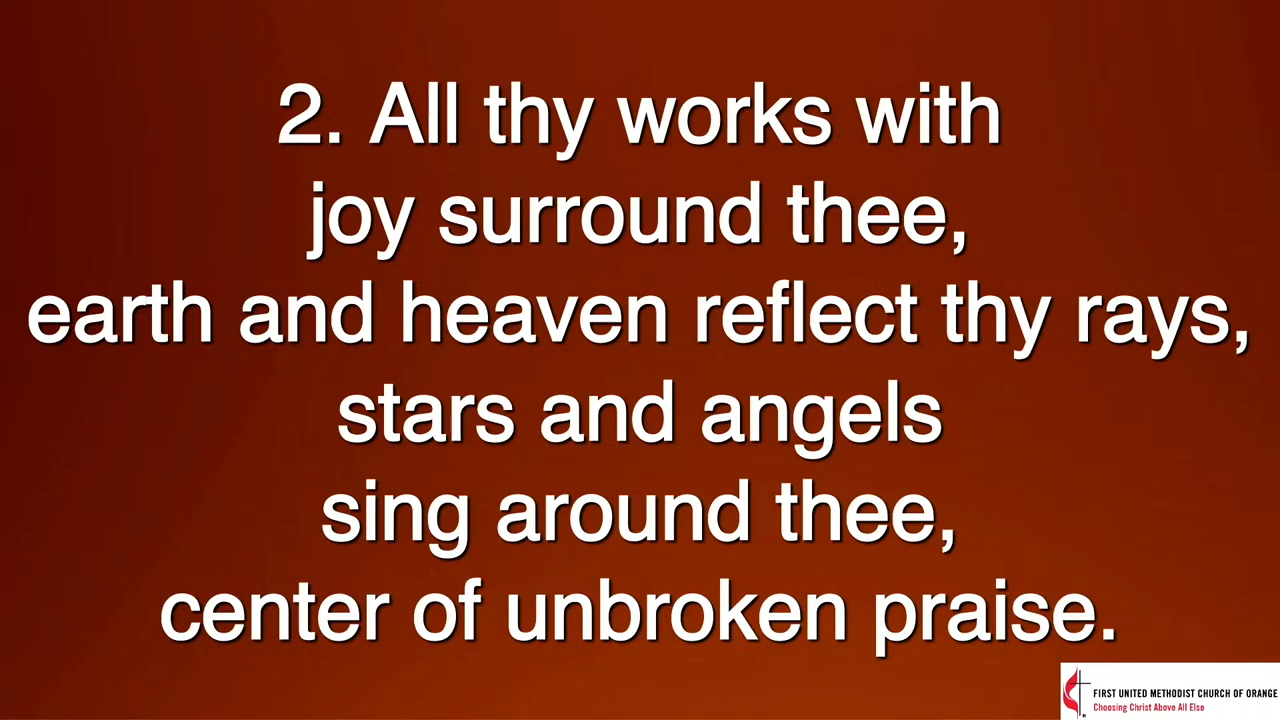 2. All thy works with
joy surround thee,
earth and heaven reflect thy rays,
stars and angels
sing around thee,
center of unbroken praise.
FIRST UNITED METHODIST CHURCH OF ORANGE
Choosing Christ Above All Else